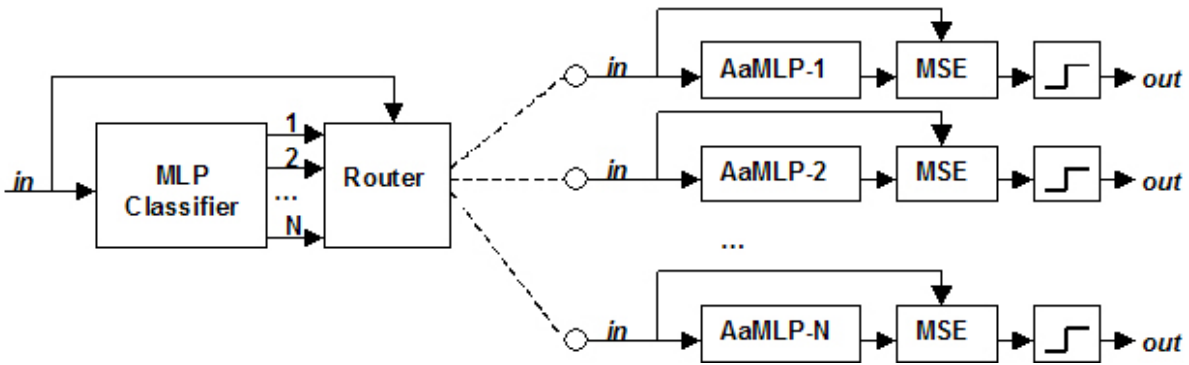 in
MLP
Classifier
1
2
...
N
Router
in
AaMLP-1
MSE
out
in
AaMLP-2
MSE
out
...
in
AaMLP-N
MSE
out